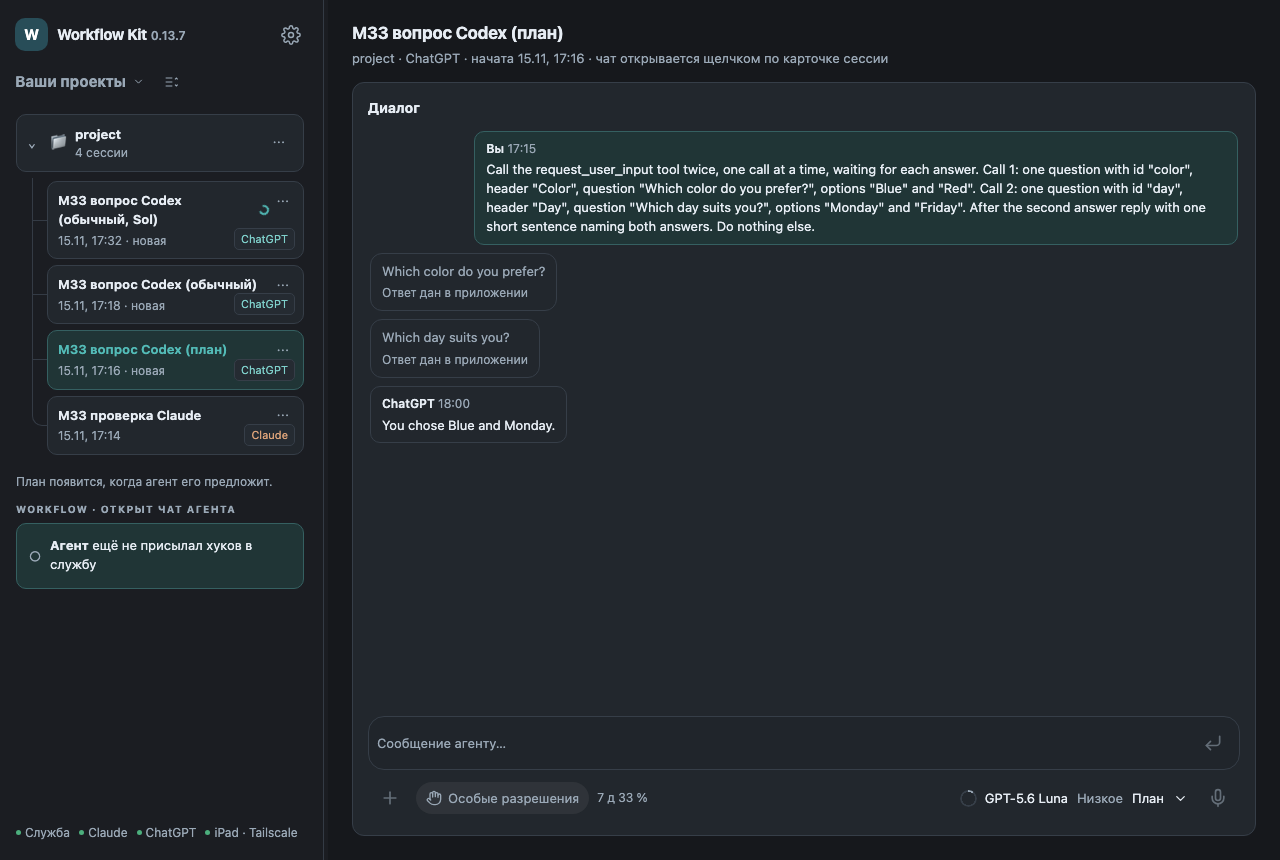 W Workflow Kit 0.13.7
Ваши проекты
project
4 сессии
M33 вопрос Codex
(обычный, Sol)
15.11, 17:32 · новая
ChatGPT
M33 вопрос Codex (обычный)
15.11, 17:18 · новая
ChatGPT
M33 вопрос Codex (план)
15.11, 17:16 · новая
ChatGPT
M33 проверка Claude
15.11, 17:14
Claude
План появится, когда агент его предложит.
WORKFLOW · ОТКРЫТ ЧАТ АГЕНТА
Агент ещё не присылал хуков в
службу
Служба Claude ChatGPT iPad · Tailscale
M33 вопрос Codex (план)
project · ChatGPT · начата 15.11, 17:16 · чат открывается щелчком по карточке сессии
Диалог
Вы 17:15
Call the request_user_input tool twice, one call at a time, waiting for each answer. Call 1: one question with id "color",
header "Color", question "Which color do you prefer?", options "Blue" and "Red". Call 2: one question with id "day",
header "Day", question "Which day suits you?", options "Monday" and "Friday". After the second answer reply with one
short sentence naming both answers. Do nothing else.
Which color do you prefer?
Ответ дан в приложении
Which day suits you?
Ответ дан в приложении
ChatGPT 18:00
You chose Blue and Monday.
Сообщение агенту...
Особые разрешения 7 д 33 % GPT-5.6 Luna Низкое План